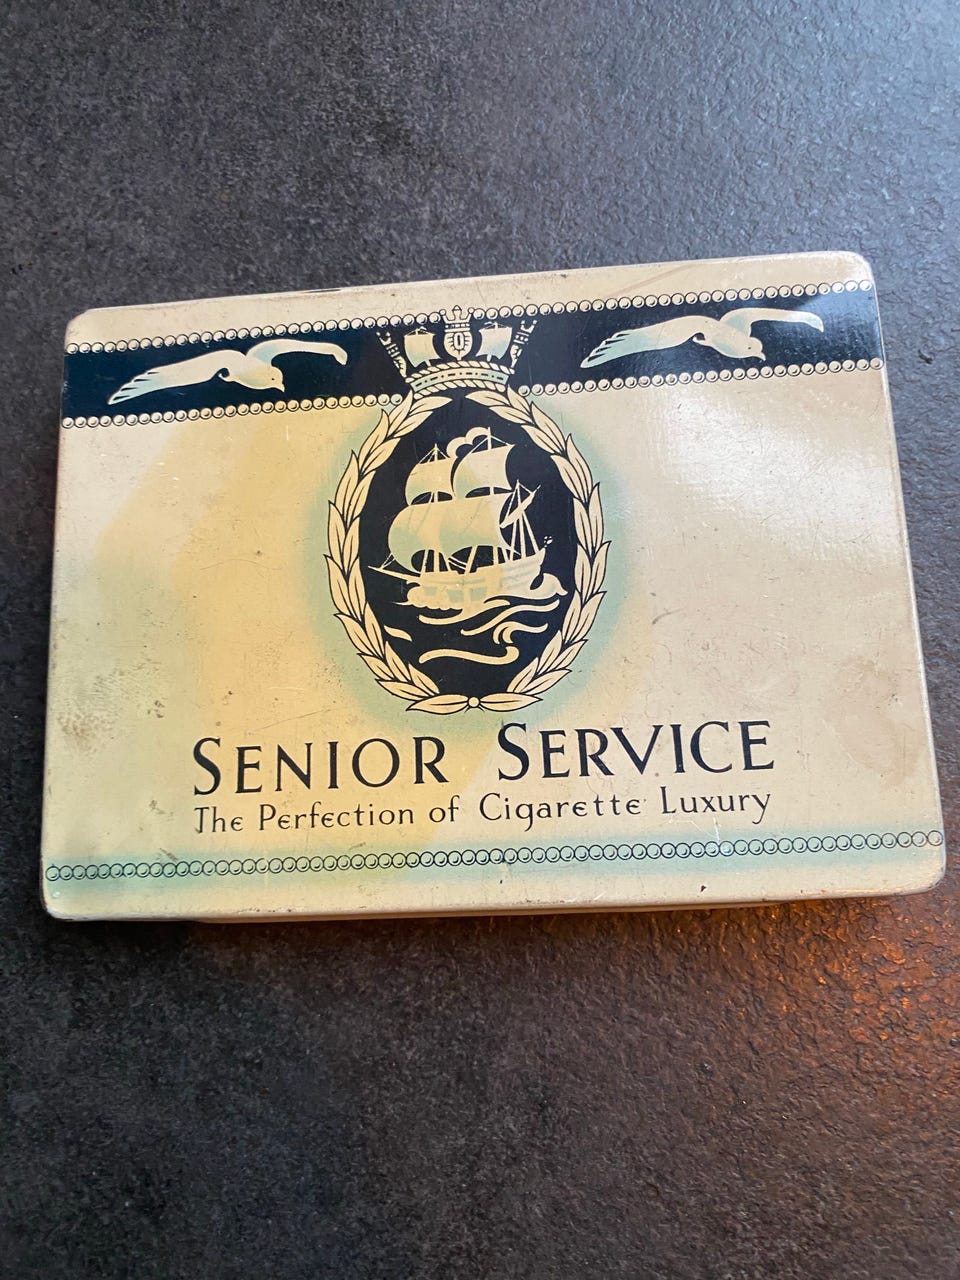 SENIOR SERVICE
The Perfection of Cigarette Luxury